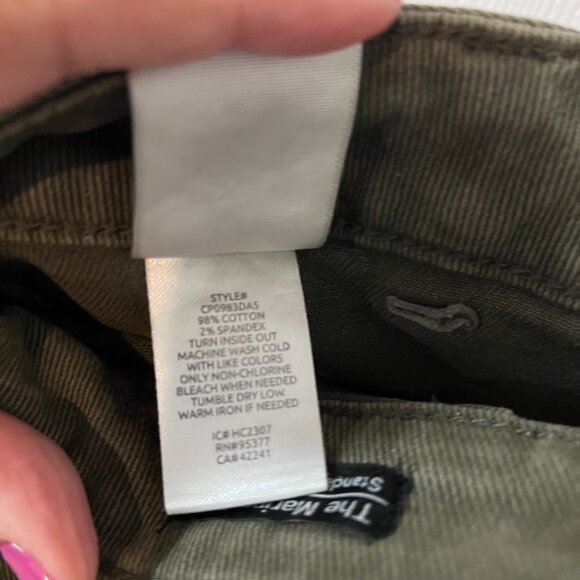 STYLE#
CP0983DAS
98% COTTON
2% SPANDEX
TURN INSIDE OUT
MACHINE WASH COLD
WITH LIKE COLORS
ONLY NON-CHLORINE
BLEACH WHEN NEEDED
TUMBLE DRY LOW
WARM IRON IF NEEDED
IC# HC2307
RN#95377
CA#42241
The